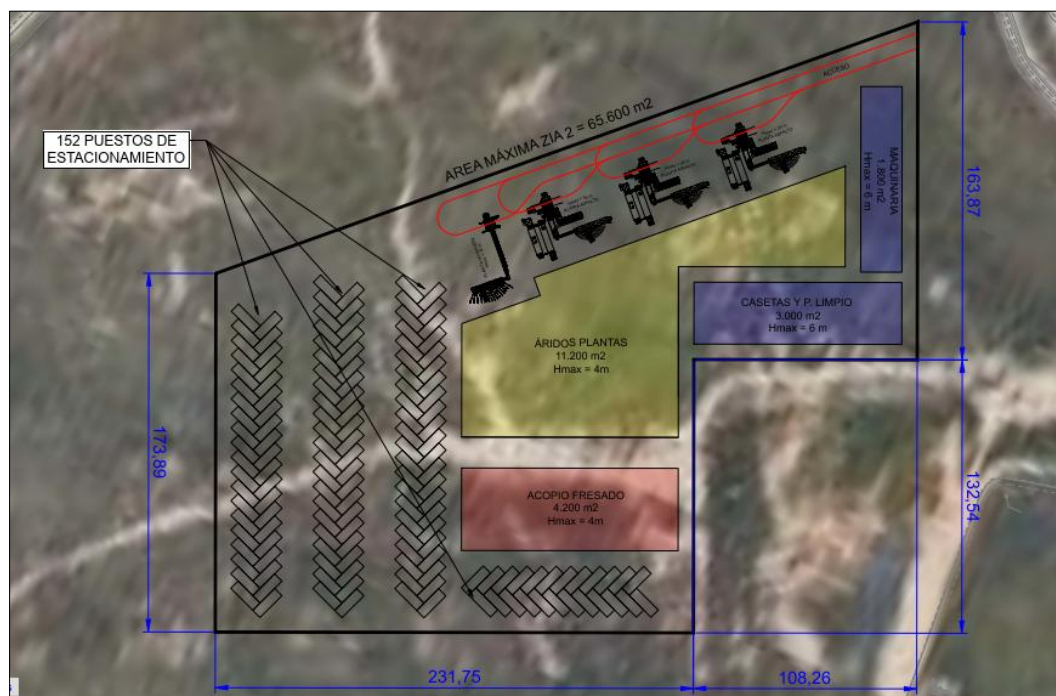 AREA MÁXIMA ZIA 2 = 65.600 m2
ACCESO
152 PUESTOS DE
ESTACIONAMIENTO
MAQUINARIA
1.800 m2
Hmax = 6 m
163,87
CASETAS Y P. LIMPIO
3.000 m2
Hmax = 6 m
ÁRIDOS PLANTAS
11.200 m2
Hmax = 4m
173,89
ACOPIO FRESADO
4.200 m2
Hmax = 4m
132,54
231,75
108,26